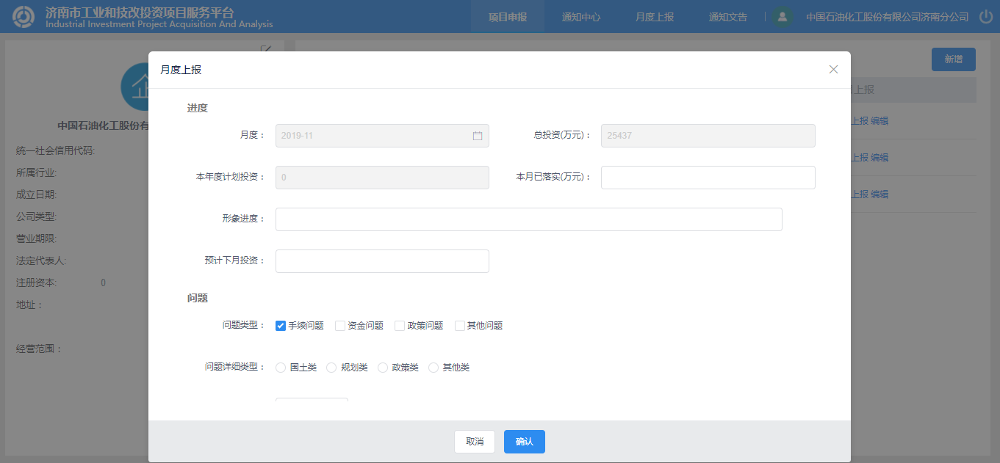 济南市工业和技改投资项目服务平台
Industrial Investment Project Acquisition And Analysis
项目申报 通知中心 月度上报 通知文告 中国石油化工股份有限公司济南分公司
新增
企
中国石油化工股份有
统一社会信用代码:
所属行业:
成立日期:
公司类型:
营业期限:
法定代表人:
注册资本: 0
地址：
经营范围：
上报
上报 编辑
上报 编辑
上报 编辑
月度上报
进度
月度： 2019-11 总投资(万元)： 25437
本年度计划投资： 0 本月已落实(万元)：
形象进度：
预计下月投资：
问题
问题类型： 手续问题 资金问题 政策问题 其他问题
问题详细类型： 国土类 规划类 政策类 其他类
取消 确认